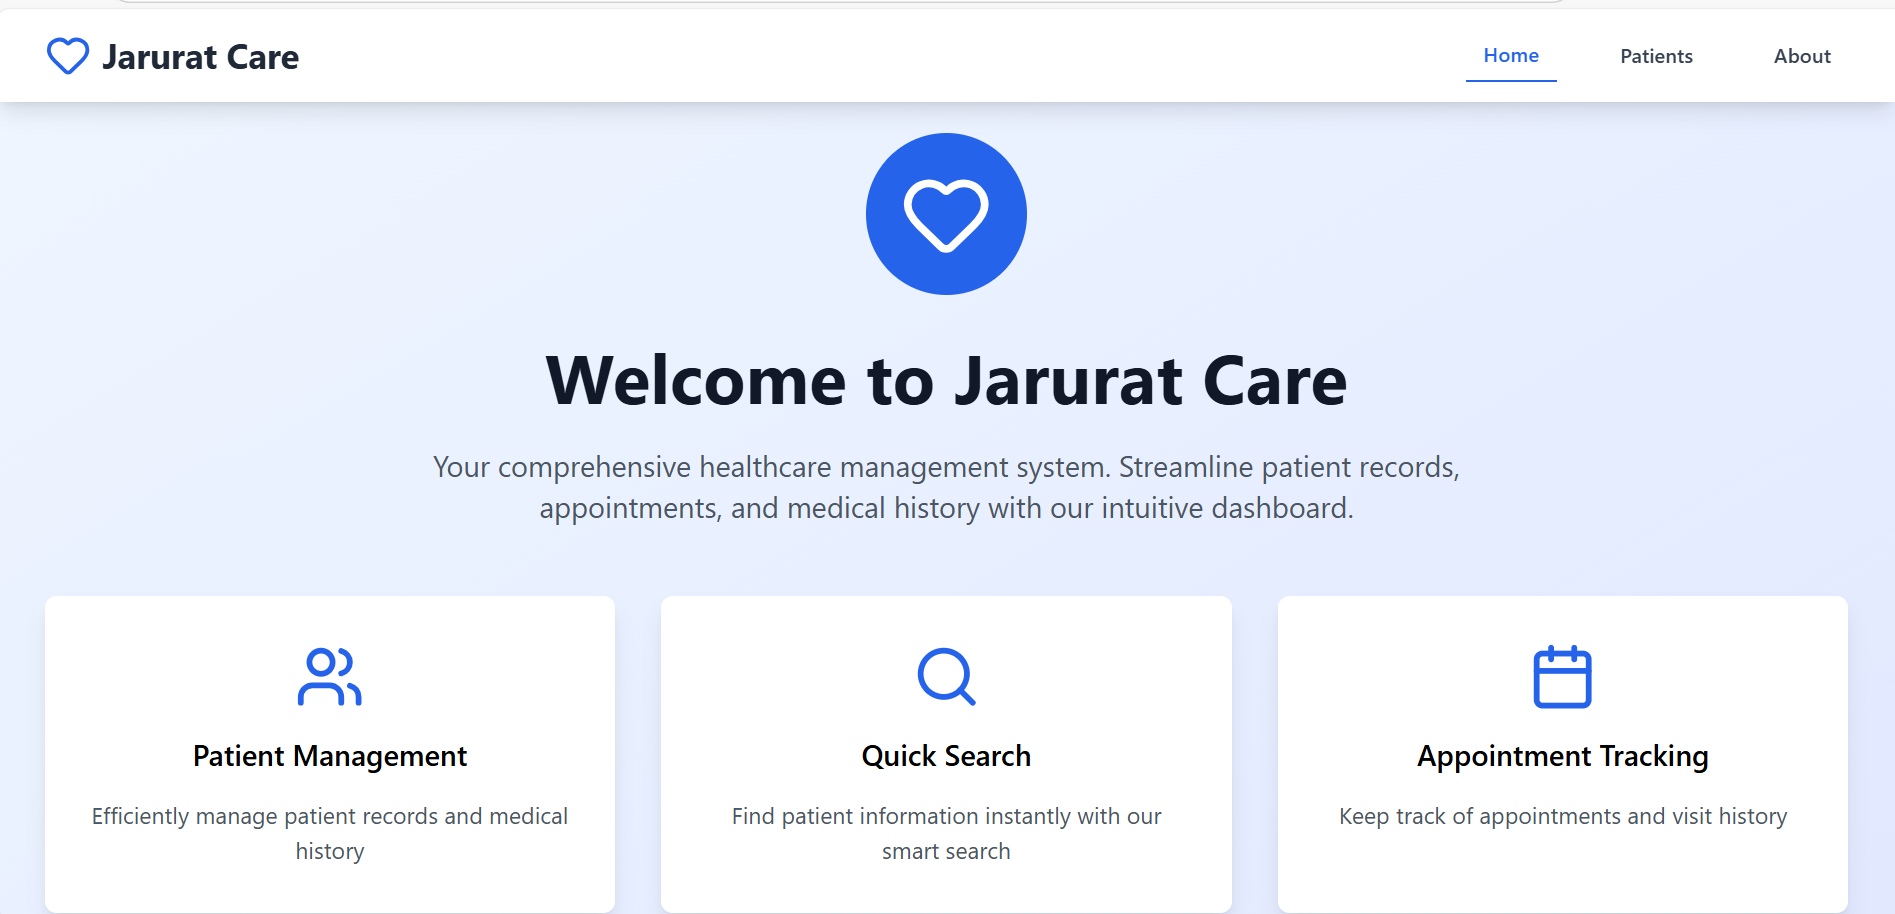 Jarurat Care
Home
Patients
About
Welcome to Jarurat Care
Your comprehensive healthcare management system. Streamline patient records,
appointments, and medical history with our intuitive dashboard.
Patient Management
Efficiently manage patient records and medical
history
Quick Search
Find patient information instantly with our
smart search
Appointment Tracking
Keep track of appointments and visit history